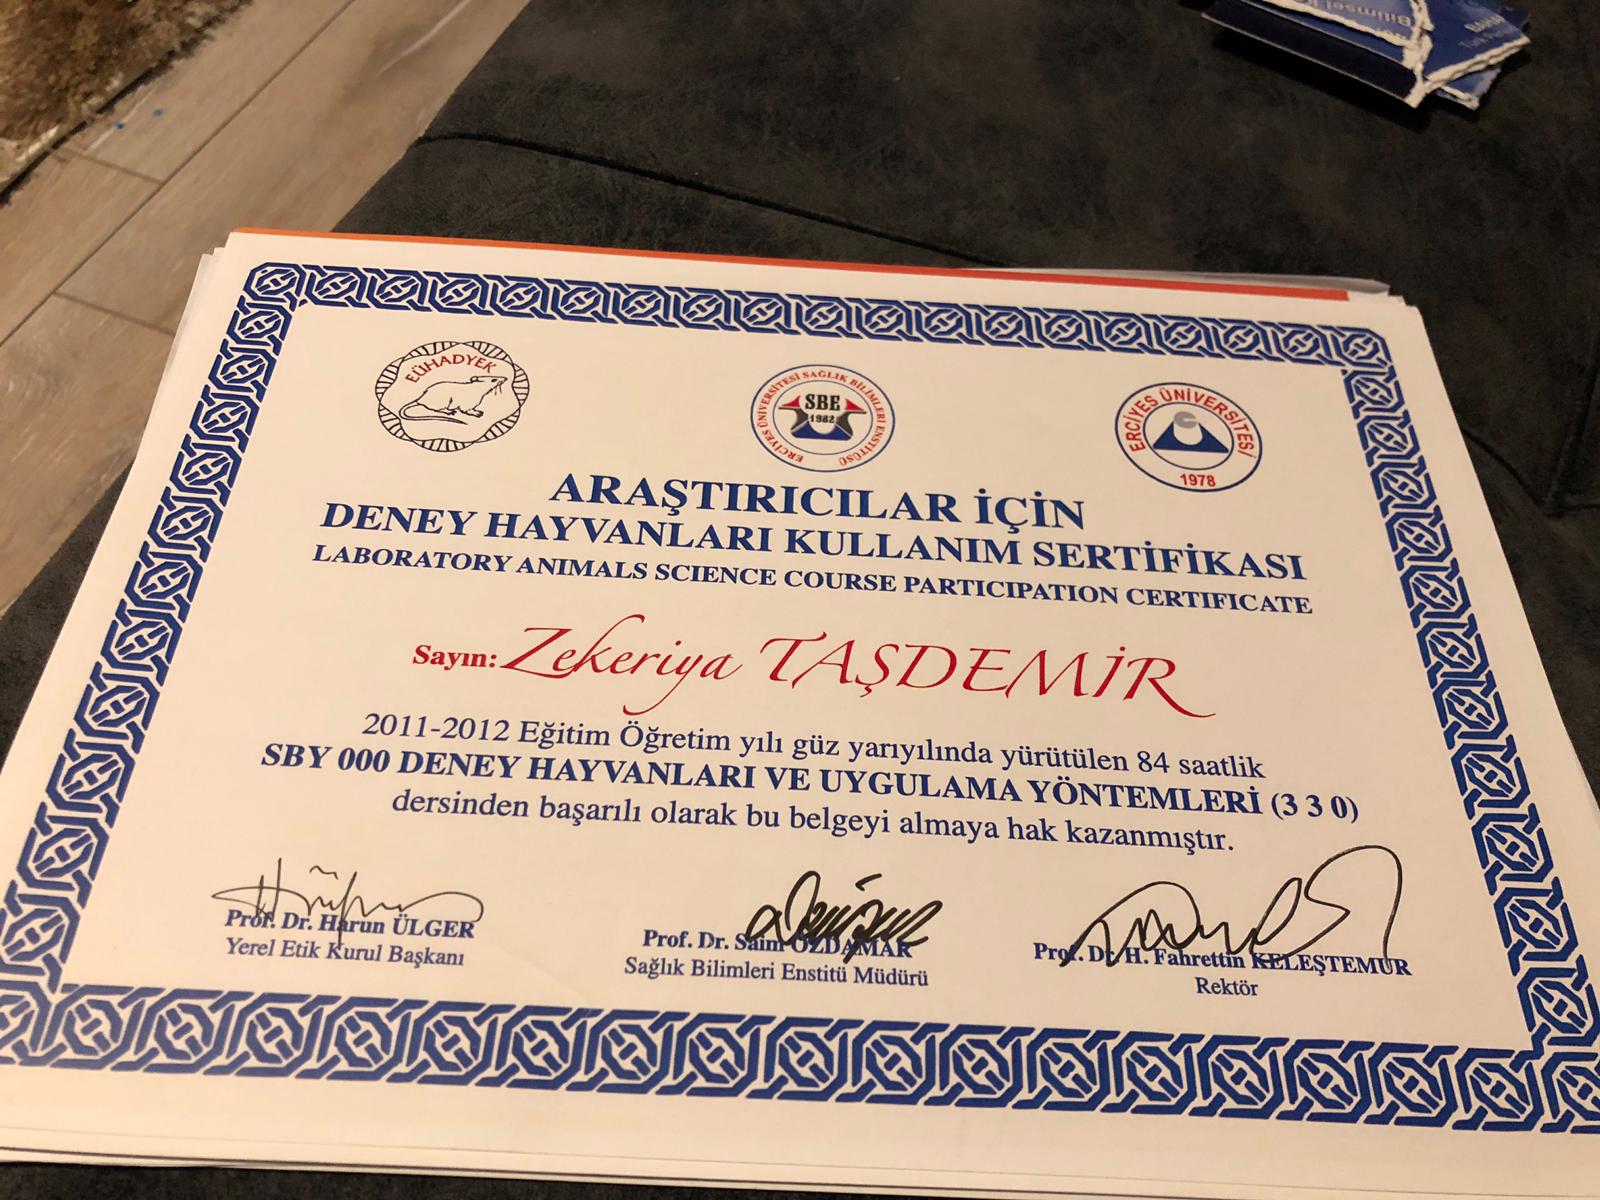 Bilimsel
EÜHADYEK
ERCİYES ÜNİVERSİTESİ SAĞLIK BİLİMLERİ ENSTİTÜSÜ
SBE
1982
ERCİYES ÜNİVERSİTESİ
1978
ARAŞTIRICILAR İÇİN
DENEY HAYVANLARI KULLANIM SERTİFİKASI
LABORATORY ANIMALS SCIENCE COURSE PARTICIPATION CERTIFICATE
Sayın: Zekeriya TAŞDEMİR
2011-2012 Eğitim Öğretim yılı güz yarıyılında yürütülen 84 saatlik
SBY 000 DENEY HAYVANLARI VE UYGULAMA YÖNTEMLERİ (3 3 0)
dersinden başarılı olarak bu belgeyi almaya hak kazanmıştır.
Prof. Dr. Harun ÜLGER
Yerel Etik Kurul Başkanı
Prof. Dr. Saim ÖZDAMAR
Sağlık Bilimleri Enstitü Müdürü
Prof. Dr. H. Fahrettin KELEŞTEMUR
Rektör